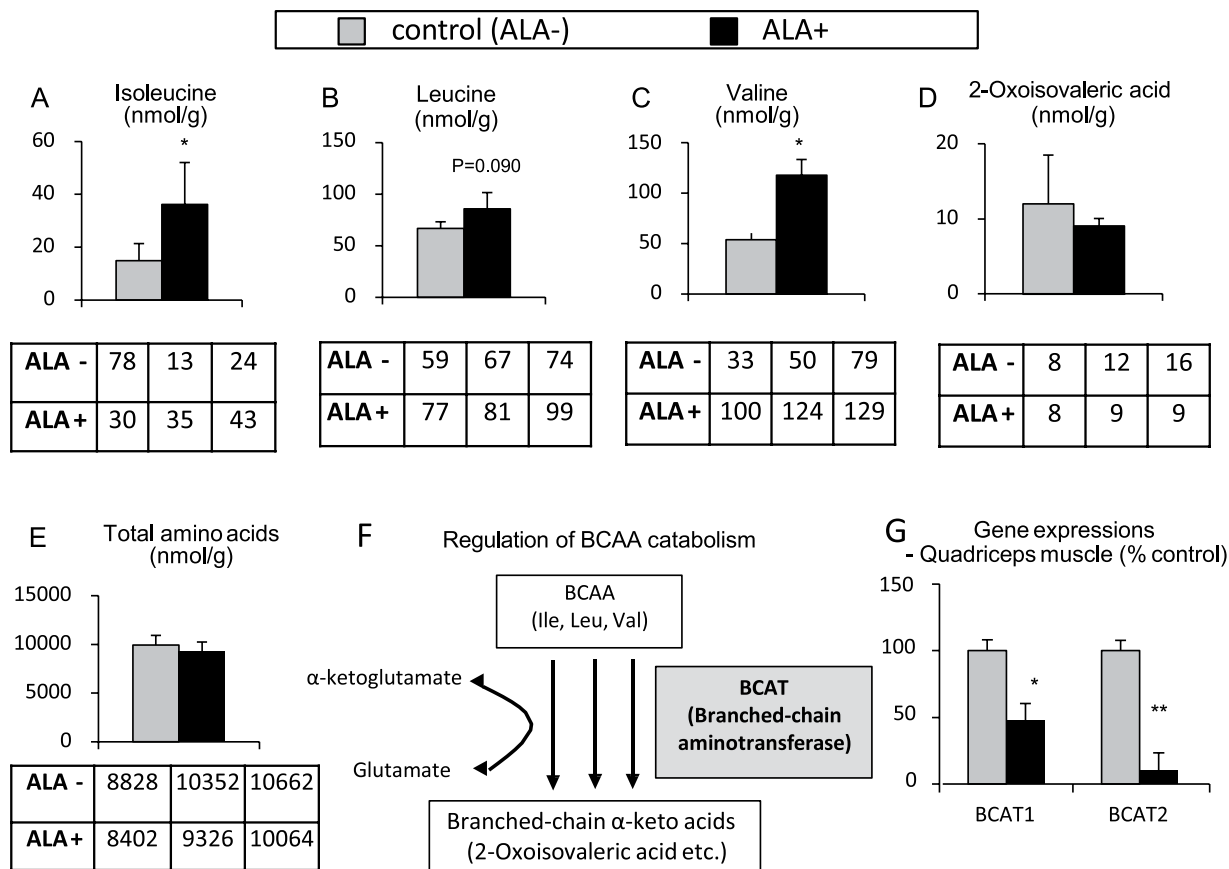 control (ALA-) ALA+
A Isoleucine
(nmol/g)
60
40
20
0
*
ALA - 78 13 24
ALA+ 30 35 43
B Leucine
(nmol/g)
150
100
50
0
P=0.090
ALA - 59 67 74
ALA+ 77 81 99
C Valine
(nmol/g)
150
100
50
0
*
ALA - 33 50 79
ALA+ 100 124 129
D 2-Oxoisovaleric acid
(nmol/g)
20
10
0
ALA - 8 12 16
ALA+ 8 9 9
E Total amino acids
(nmol/g)
15000
10000
5000
0
ALA - 8828 10352 10662
ALA+ 8402 9326 10064
F Regulation of BCAA catabolism
BCAA
(Ile, Leu, Val)
α-ketoglutamate
Glutamate
BCAT
(Branched-chain
aminotransferase)
Branched-chain α-keto acids
(2-Oxoisovaleric acid etc.)
G Gene expressions
- Quadriceps muscle (% control)
150
100
50
0
*
**
BCAT1 BCAT2